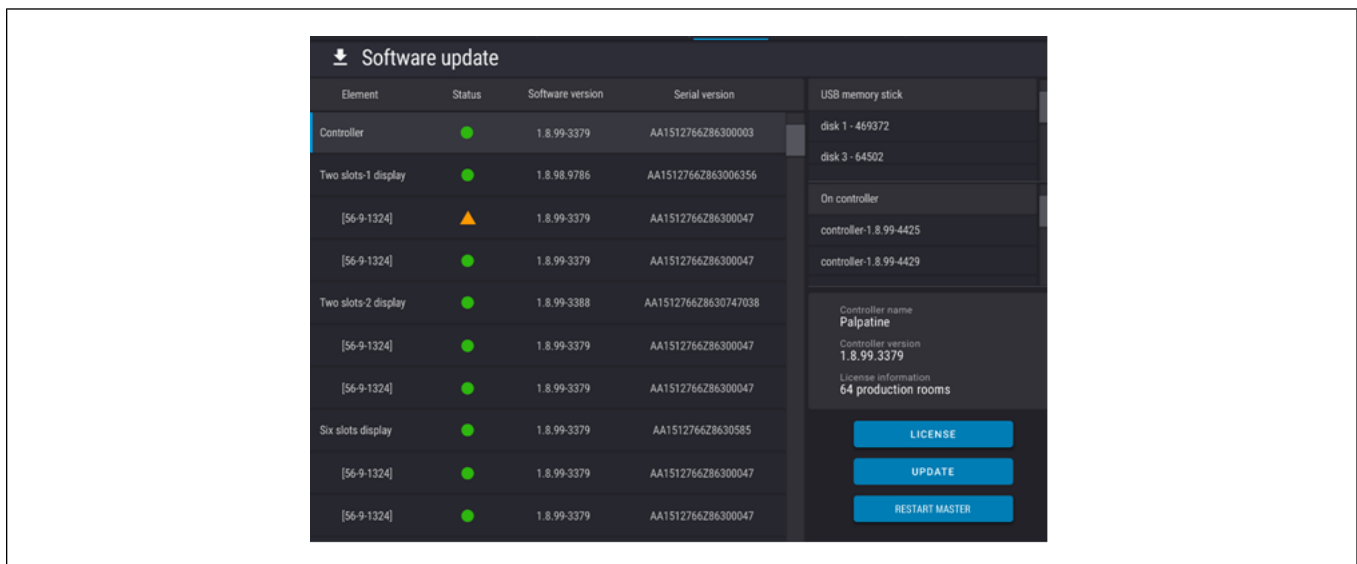 Software update
Element Status Software version Serial version
Controller 1.8.99-3379 AA1512766Z86300003
Two slots-1 display 1.8.98.9786 AA1512766Z863006356
[56-9-1324] 1.8.99-3379 AA1512766Z86300047
[56-9-1324] 1.8.99-3379 AA1512766Z86300047
Two slots-2 display 1.8.99-3388 AA1512766Z8630747038
[56-9-1324] 1.8.99-3379 AA1512766Z86300047
[56-9-1324] 1.8.99-3379 AA1512766Z86300047
Six slots display 1.8.99-3379 AA1512766Z8630585
[56-9-1324] 1.8.99-3379 AA1512766Z86300047
[56-9-1324] 1.8.99-3379 AA1512766Z86300047
USB memory stick
disk 1 - 469372
disk 3 - 64502
On controller
controller-1.8.99-4425
controller-1.8.99-4429
Controller name
Palpatine
Controller version
1.8.99.3379
License information
64 production rooms
LICENSE
UPDATE
RESTART MASTER